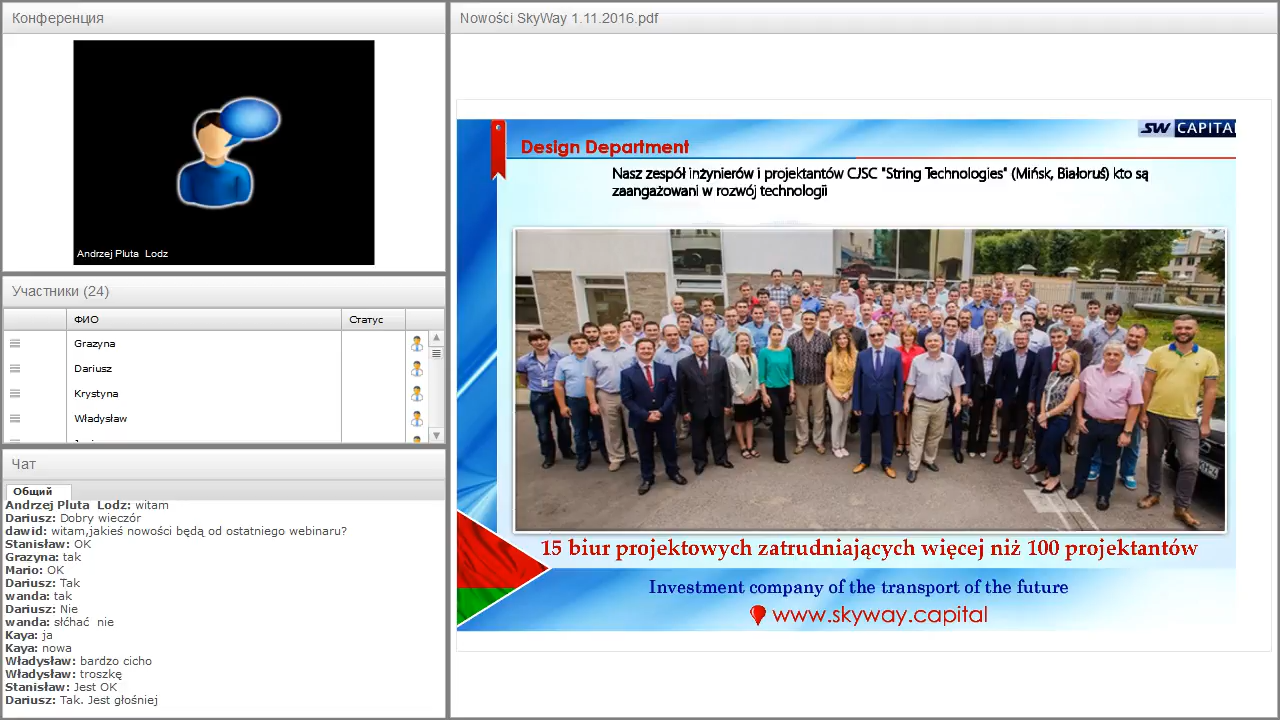 Конференция
Andrzej Pluta Lodz
Участники (24)
ФИО Статус
Grazyna
Dariusz
Krystyna
Władysław
Чат
Общий
Andrzej Pluta Lodz: witam
Dariusz: Dobry wieczór
dawid: witam,jakieś nowości będą od ostatniego webinaru?
Stanisław: OK
Grazyna: tak
Mario: OK
Dariusz: Tak
wanda: tak
Dariusz: Nie
wanda: słćhać nie
Kaya: ja
Kaya: nowa
Władysław: bardzo cicho
Władysław: troszkę
Stanisław: Jest OK
Dariusz: Tak. Jest głośniej
Nowości SkyWay 1.11.2016.pdf
SW CAPITAL
Design Department
Nasz zespół inżynierów i projektantów CJSC "String Technologies" (Mińsk, Białoruś) kto są
zaangażowani w rozwój technologii
15 biur projektowych zatrudniających więcej niż 100 projektantów
Investment company of the transport of the future
www.skyway.capital